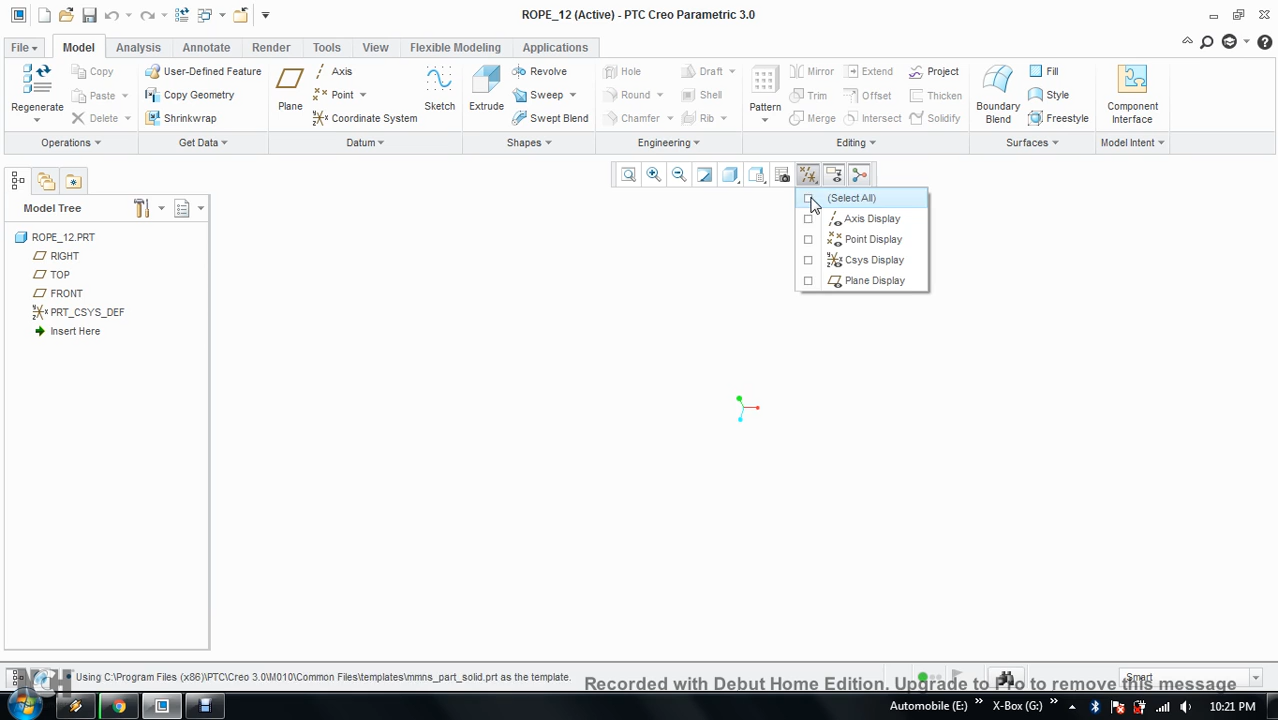 ROPE_12 (Active) - PTC Creo Parametric 3.0
File Model Analysis Annotate Render Tools View Flexible Modeling Applications
Regenerate
Copy
Paste
Delete
Operations
User-Defined Feature
Copy Geometry
Shrinkwrap
Get Data
Plane
Axis
Point
Coordinate System
Sketch
Datum
Extrude
Revolve
Sweep
Swept Blend
Shapes
Hole
Round
Chamfer
Draft
Shell
Rib
Engineering
Pattern
Mirror
Trim
Merge
Extend
Offset
Intersect
Project
Thicken
Solidify
Editing
Boundary
Blend
Fill
Style
Freestyle
Surfaces
Component
Interface
Model Intent
(Select All)
Axis Display
Point Display
Csys Display
Plane Display
Model Tree
ROPE_12.PRT
RIGHT
TOP
FRONT
PRT_CSYS_DEF
Insert Here
NCH
Using C:\Program Files (x86)\PTC\Creo 3.0\M010\Common Files\templates\mmns_part_solid.prt as the template.
Smart
Recorded with Debut Home Edition. Upgrade to Pro to remove this message
Automobile (E:) » X-Box (G:) » 10:21 PM